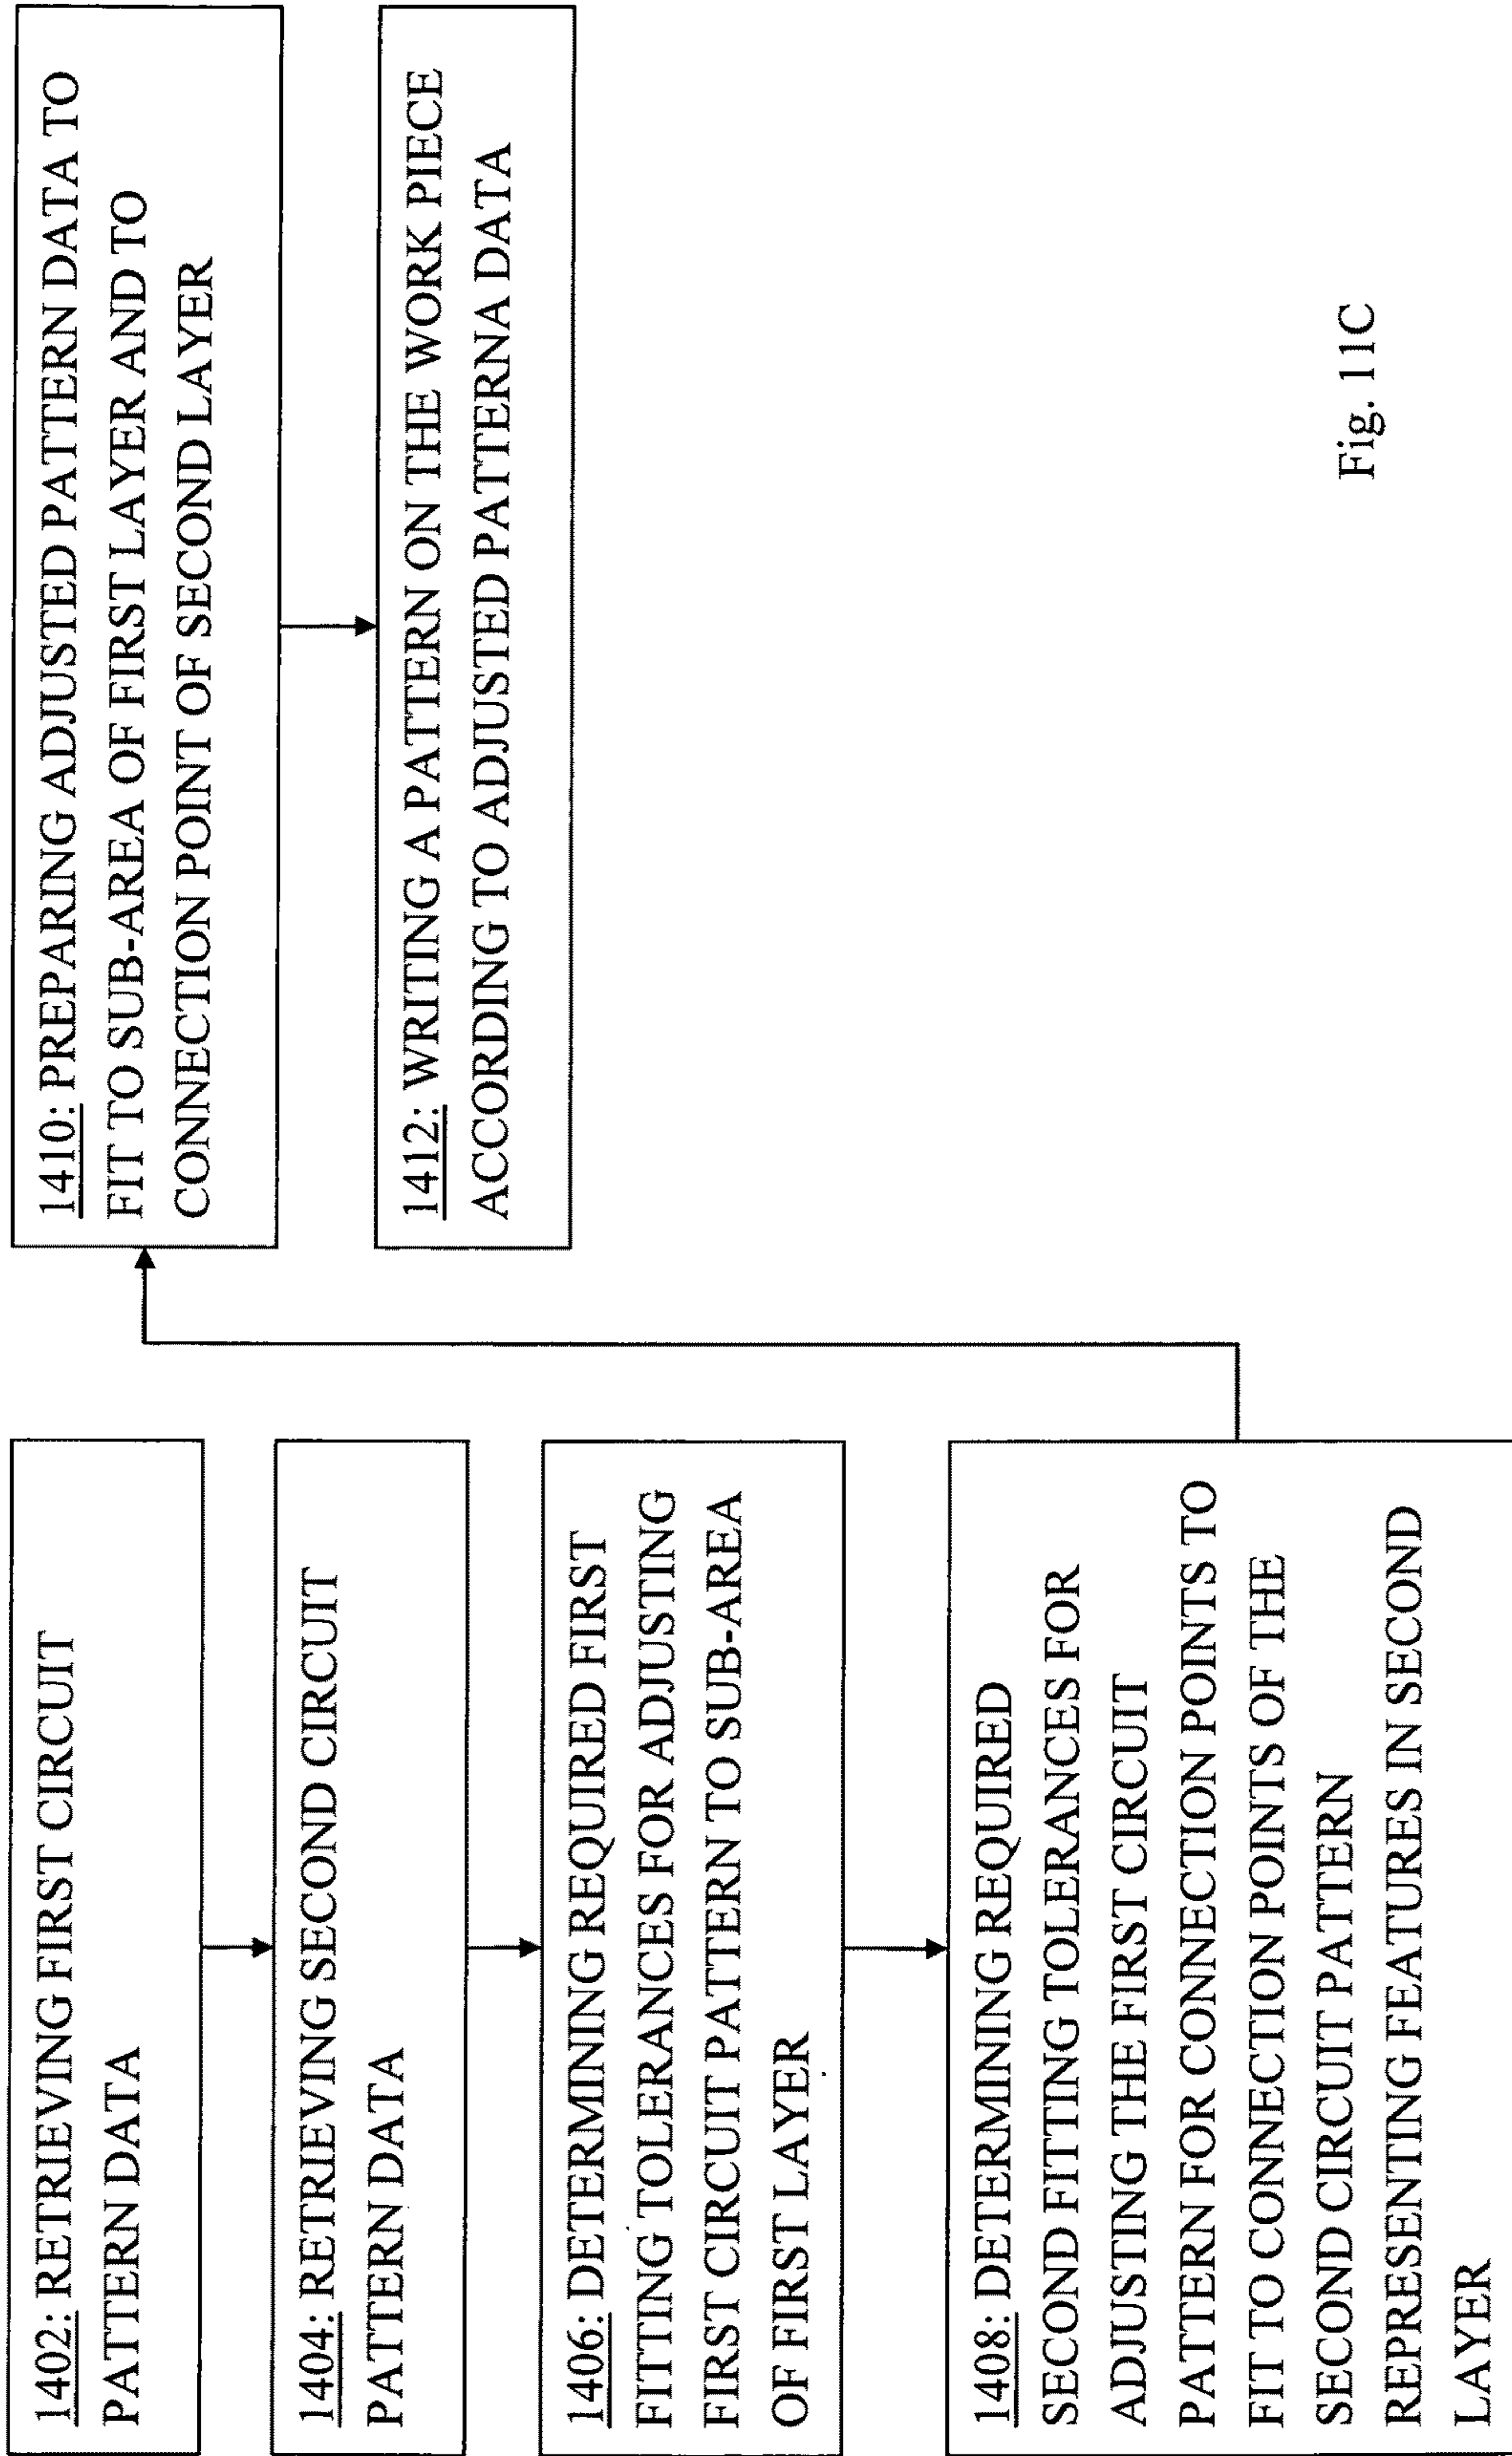 1402: RETRIEVING FIRST CIRCUIT
PATTERN DATA
1404: RETRIEVING SECOND CIRCUIT
PATTERN DATA
1406: DETERMINING REQUIRED FIRST
FITTING TOLERANCES FOR ADJUSTING
FIRST CIRCUIT PATTERN TO SUB-AREA
OF FIRST LAYER
1408: DETERMINING REQUIRED
SECOND FITTING TOLERANCES FOR
ADJUSTING THE FIRST CIRCUIT
PATTERN FOR CONNECTION POINTS TO
FIT TO CONNECTION POINTS OF THE
SECOND CIRCUIT PATTERN
REPRESENTING FEATURES IN SECOND
LAYER
1410: PREPARING ADJUSTED PATTERN DATA TO
FIT TO SUB-AREA OF FIRST LAYER AND TO
CONNECTION POINT OF SECOND LAYER
1412: WRITING A PATTERN ON THE WORK PIECE
ACCORDING TO ADJUSTED PATTERNA DATA
Fig. 11C